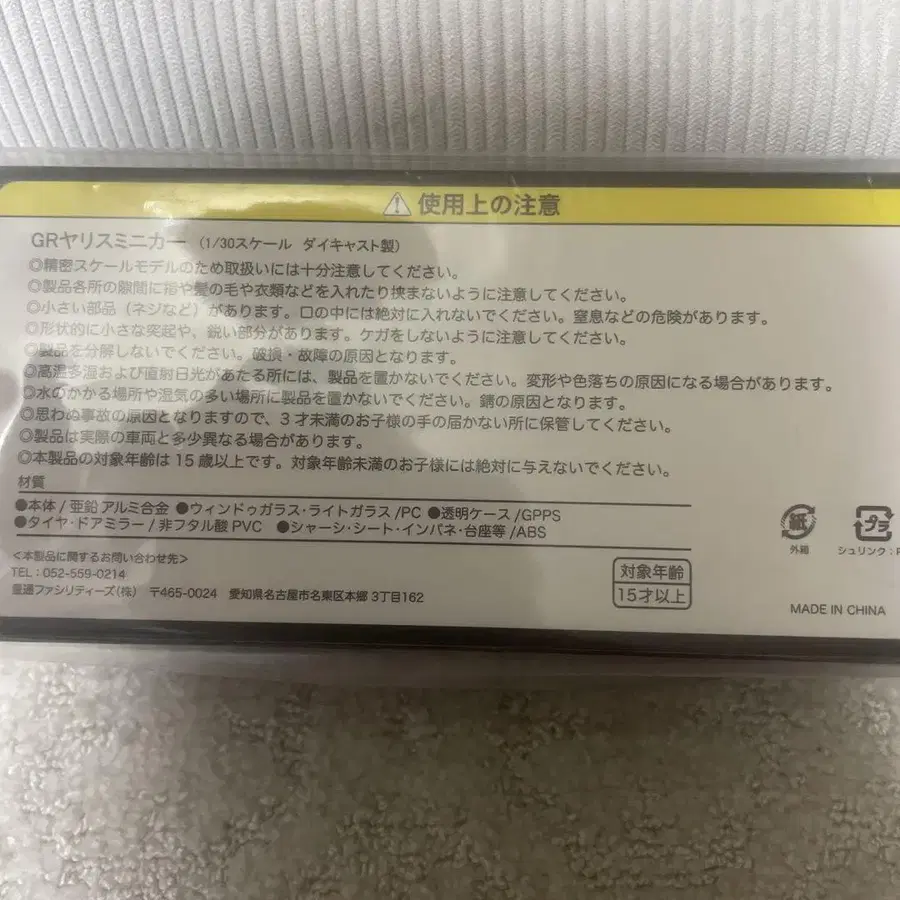 ⚠使用上の注意
GRヤリスミニカー (1/30スケール ダイキャスト製)
◎精密スケールモデルのため取扱いには十分注意してください。
◎製品各所の隙間に指や髪の毛や衣類などを入れたり挟まないように注意してください。
◎小さい部品(ネジなど)があります。口の中には絶対に入れないでください。窒息などの危険があります。
◎形状的に小さな突起や、鋭い部分があります。ケガをしないように注意してください。
◎製品を分解しないでください。破損・故障の原因となります。
◎高温多湿および直射日光があたる所には、製品を置かないでください。変形や色落ちの原因になる場合があります。
◎水のかかる場所や湿気の多い場所に製品を置かないでください。錆の原因となります。
◎思わぬ事故の原因となりますので、3才未満のお子様の手の届かない所に保管してください。
◎製品は実際の車両と多少異なる場合があります。
◎本製品の対象年齢は15歳以上です。対象年齢未満のお子様には絶対に与えないでください。
材質
●本体/亜鉛 アルミ合金 ●ウィンドゥガラス・ライトガラス/PC ●透明ケース/GPPS
●タイヤ・ドアミラー/非フタル酸 PVC ●シャーシ・シート・インパネ・台座等/ABS
<本製品に関するお問い合わせ先>
TEL:052-559-0214
豊通ファシリティーズ(株) 〒465-0024 愛知県名古屋市名東区本郷3丁目162
対象年齢
15才以上
紙
外箱
プラ
シュリンク:P
MADE IN CHINA